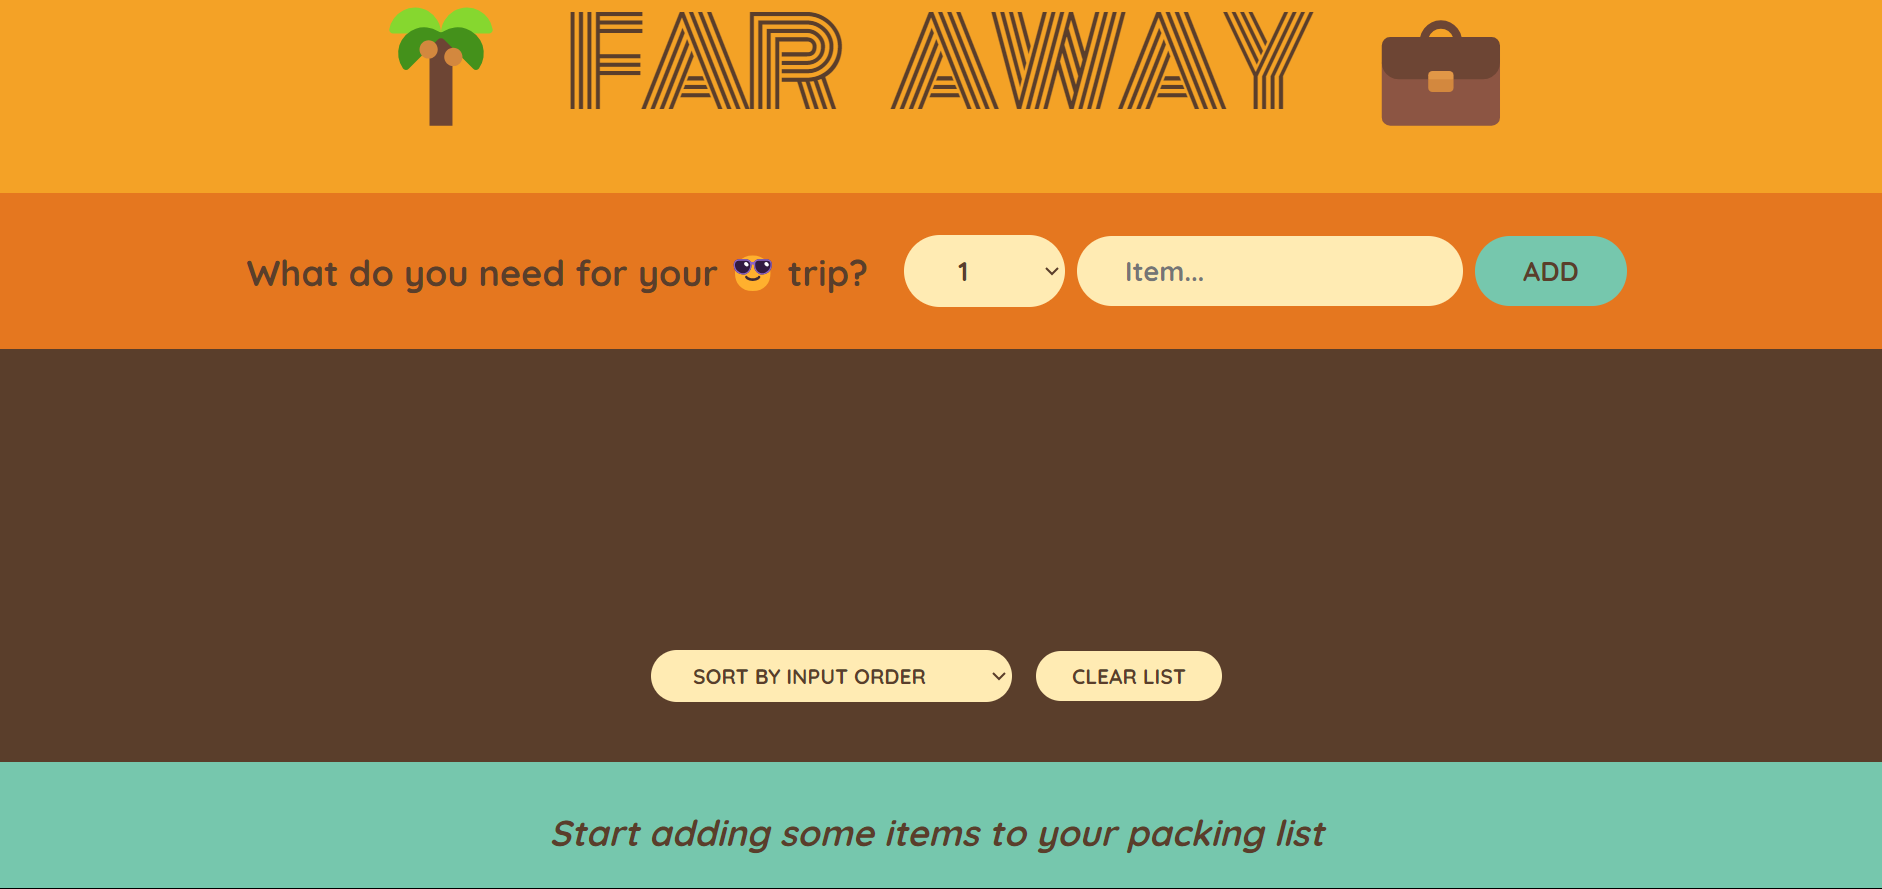 FAR AWAY
What do you need for your 😎 trip?
1
Item...
ADD
SORT BY INPUT ORDER
CLEAR LIST
Start adding some items to your packing list